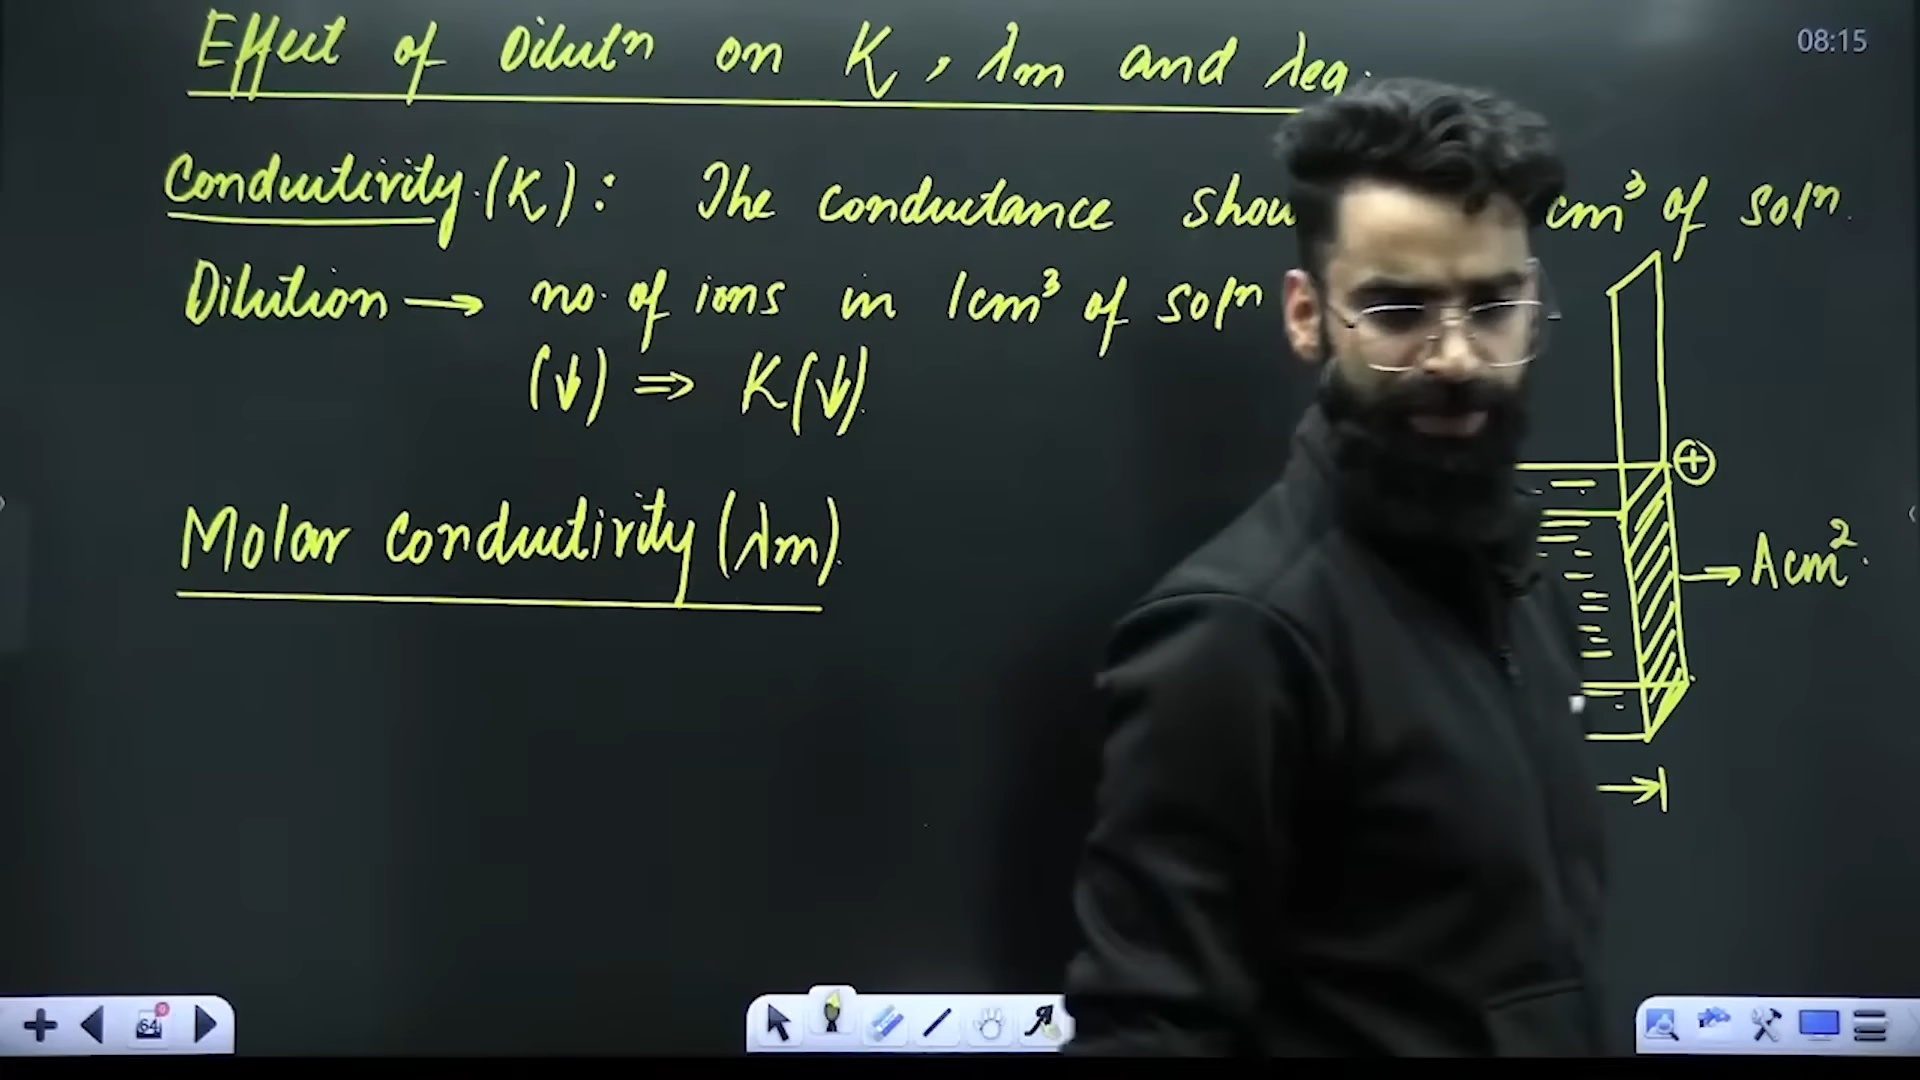 08:15
Effect of Dilutⁿ on K, λm and λeq.
Conductivity (K): The conductance cm³ of solⁿ.
Dilution → no. of ions in 1cm³ of solⁿ
(↓) ⇒ K(↓).
Molar conductivity (λm).
+
→ A cm².
64